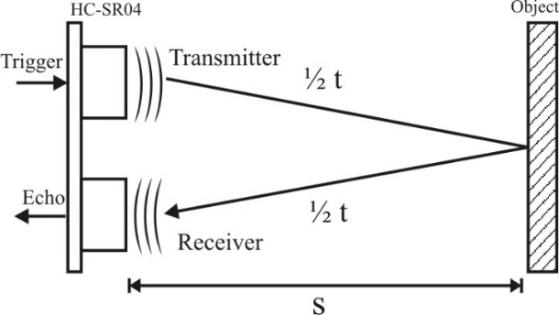 HC-SR04
Object
Trigger
Transmitter
½ t
Echo
½ t
Receiver
S